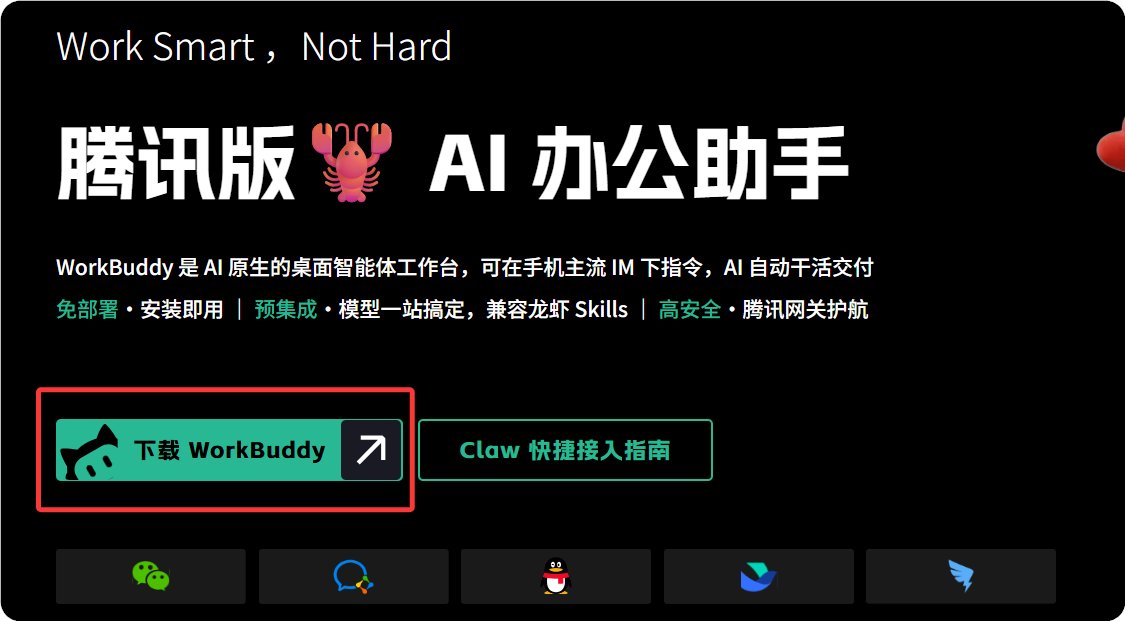 Work Smart， Not Hard
腾讯版🦞 AI 办公助手
WorkBuddy 是 AI 原生的桌面智能体工作台，可在手机主流 IM 下指令，AI 自动干活交付
免部署・安装即用 ｜ 预集成・模型一站搞定，兼容龙虾 Skills ｜ 高安全・腾讯网关护航
下载 WorkBuddy
Claw 快捷接入指南